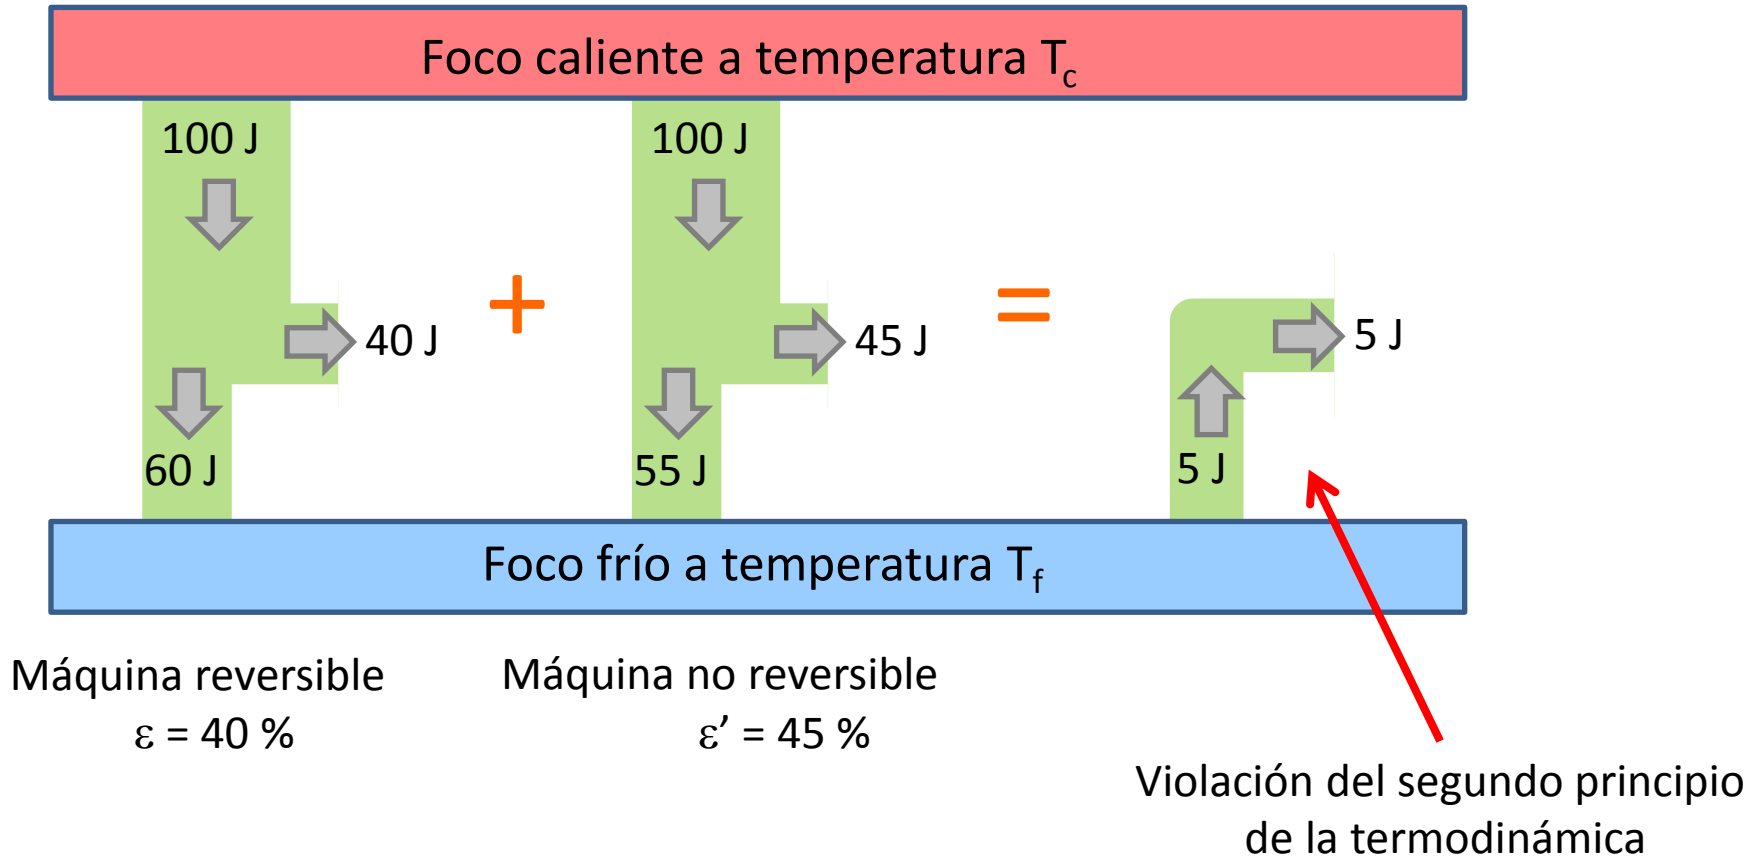 Foco caliente a temperatura Tc
100 J
100 J
+
=
40 J
45 J
5 J
60 J
55 J
5 J
Foco frío a temperatura Tf
Máquina reversible
ε = 40 %
Máquina no reversible
ε’ = 45 %
Violación del segundo principio
de la termodinámica